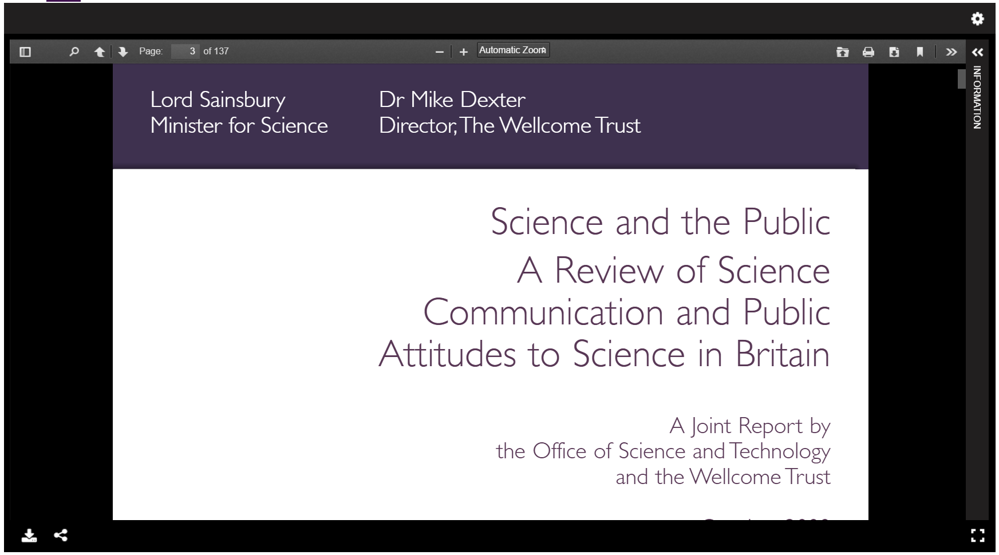 Page: 3 of 137
Automatic Zoom
INFORMATION
Lord Sainsbury
Minister for Science
Dr Mike Dexter
Director, The Wellcome Trust
Science and the Public
A Review of Science
Communication and Public
Attitudes to Science in Britain
A Joint Report by
the Office of Science and Technology
and the Wellcome Trust